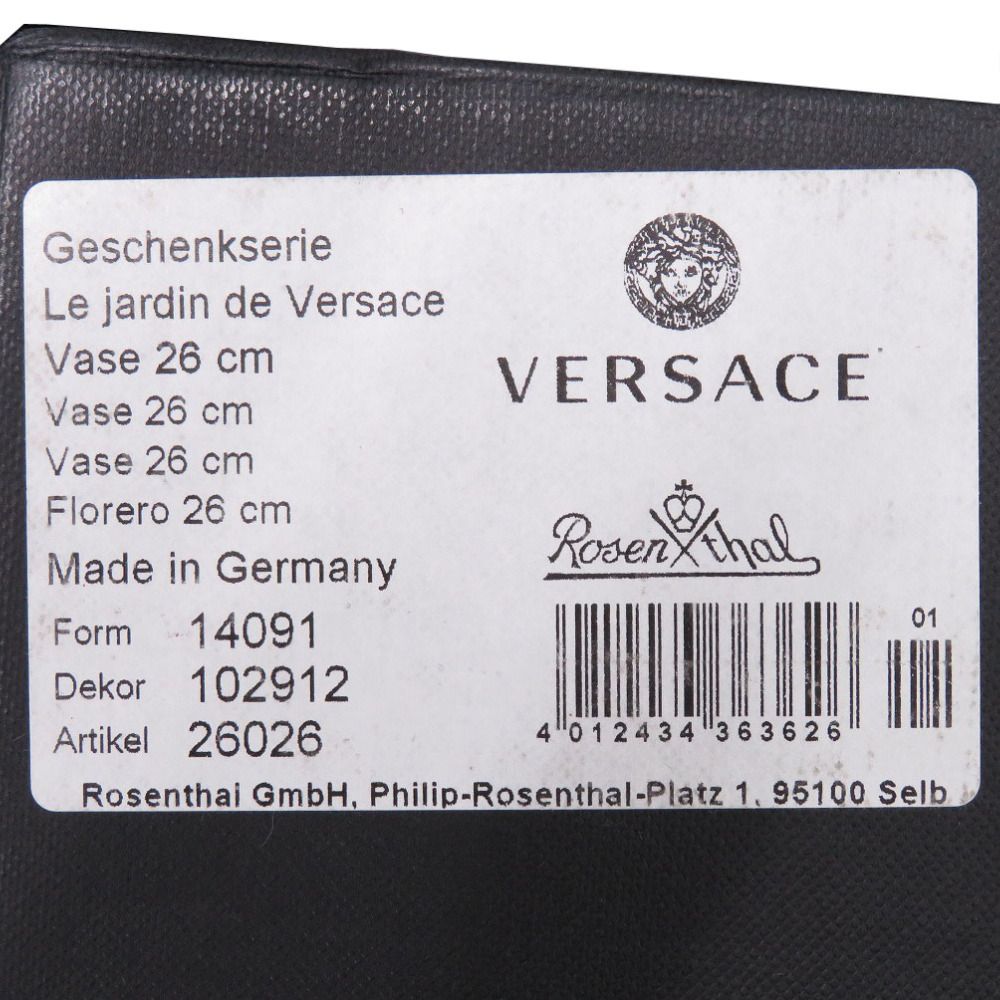 Geschenkserie
Le jardin de Versace
Vase 26 cm
Vase 26 cm
Vase 26 cm
Florero 26 cm
Made in Germany
Form 14091
Dekor 102912
Artikel 26026
VERSACE
Rosenthal
01
4 012434 363626
Rosenthal GmbH, Philip-Rosenthal-Platz 1, 95100 Selb